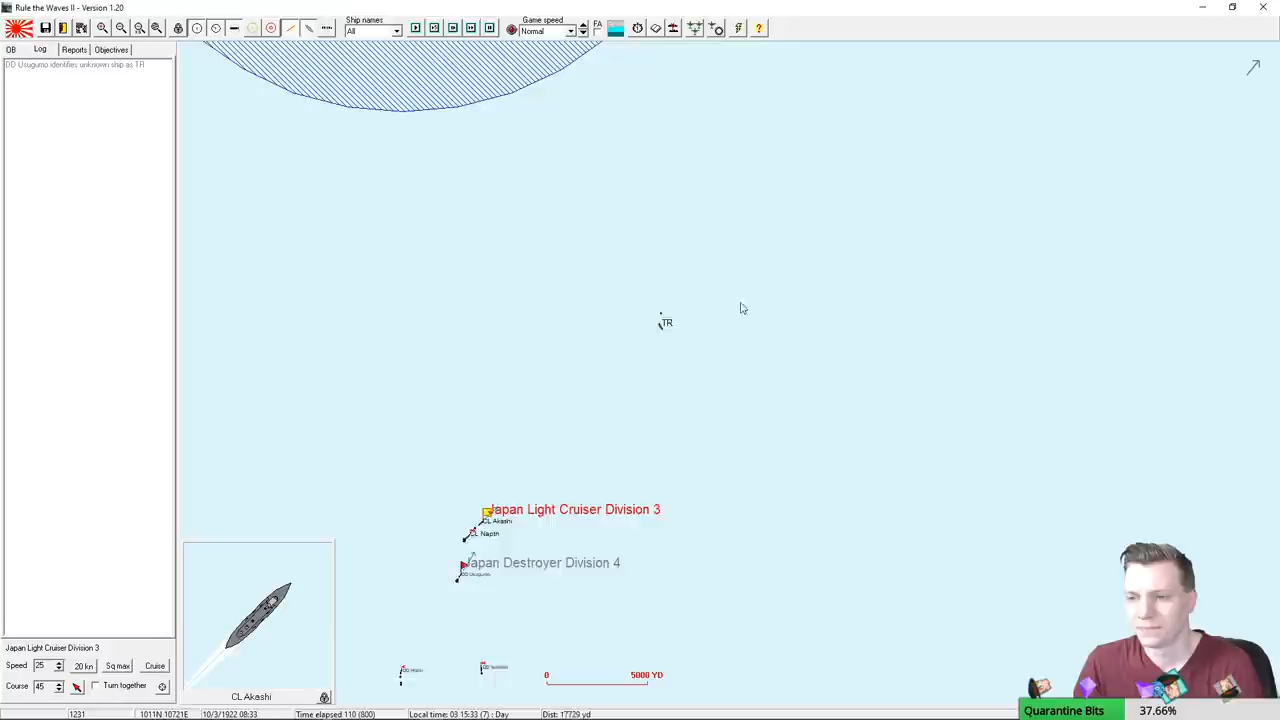 Rule the Waves II - Version 1.20
Ship names
All
Game speed
Normal
FA
OB
Log
Reports
Objectives
DD Usugumo identifies unknown ship as TR
TR
Japan Light Cruiser Division 3
CL Akashi
CL
Japan Destroyer Division 4
DD Usugumo
0
5000 YD
Japan Light Cruiser Division 3
Speed
25
20 kn
Sq max
Cruise
Course
45
Turn together
CL Akashi
1231
1011N 10721E
10/3/1922 08:33
Time elapsed 110 (800)
Local time: 03 15:33 (7) : Day
Dist: 17729 yd
Quarantine Bits
37.66%